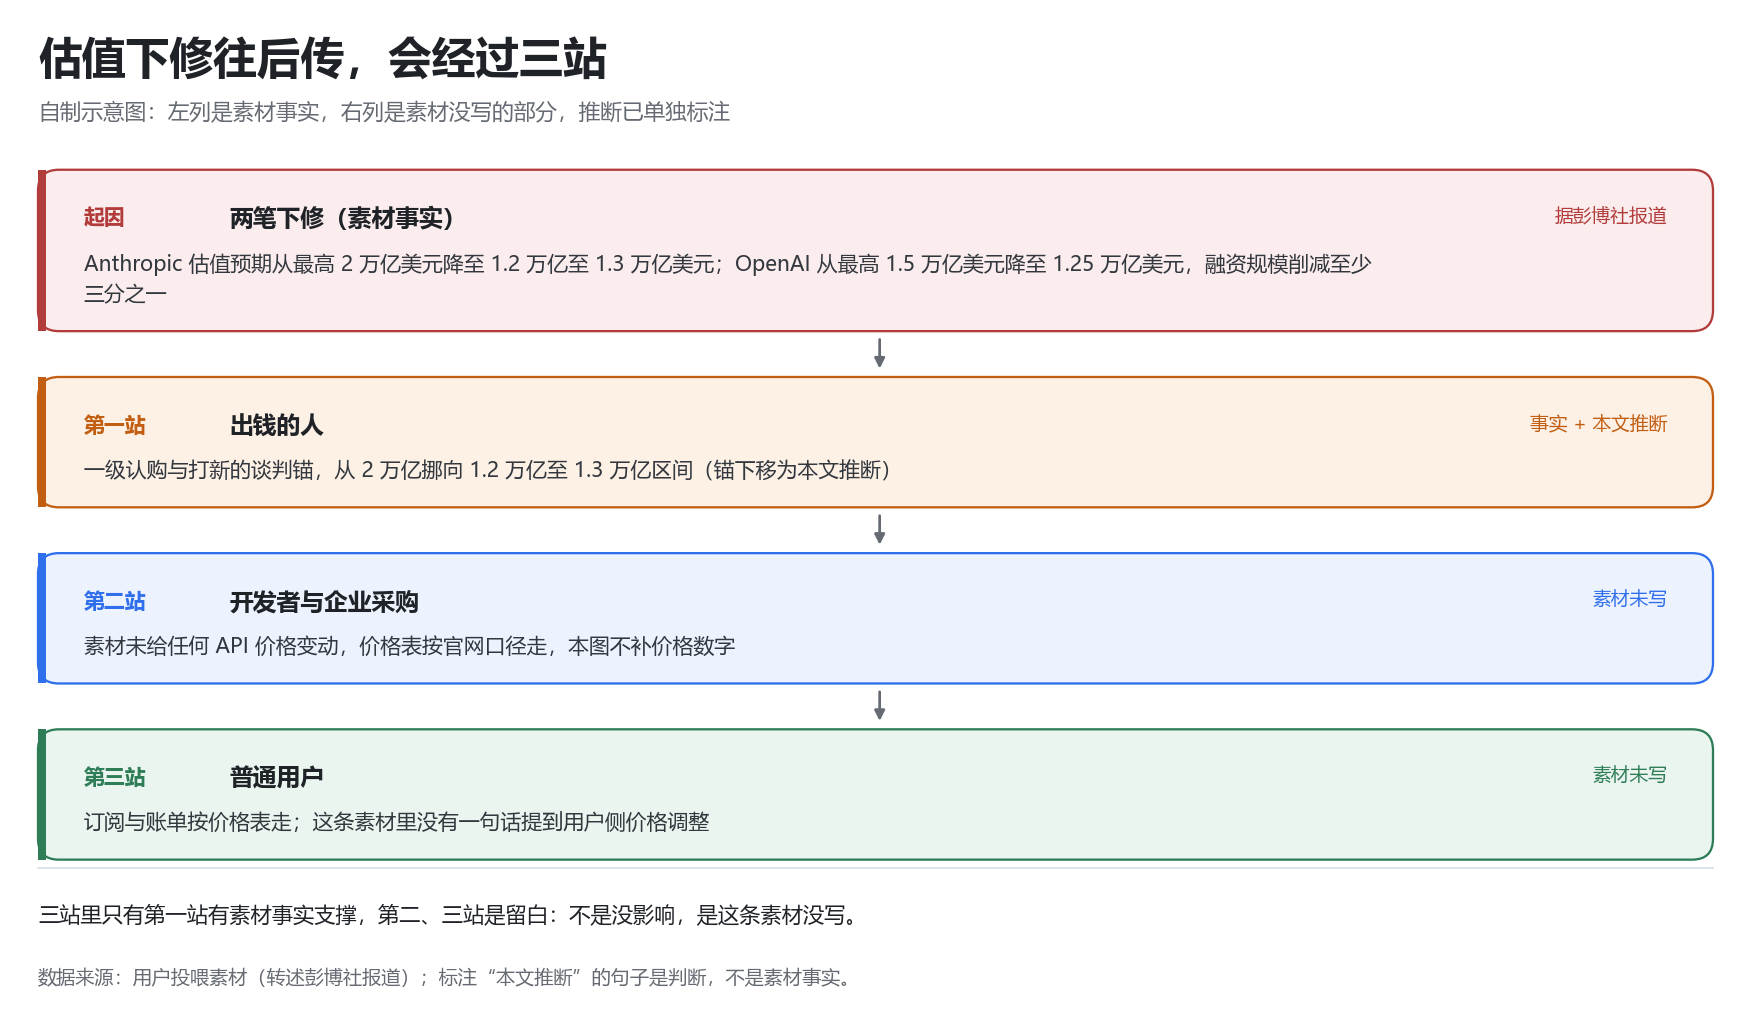 估值下修往后传，会经过三站
自制示意图：左列是素材事实，右列是素材没写的部分，推断已单独标注
起因 两笔下修（素材事实） 据彭博社报道
Anthropic 估值预期从最高 2 万亿美元降至 1.2 万亿至 1.3 万亿美元；OpenAI 从最高 1.5 万亿美元降至 1.25 万亿美元，融资规模削减至少
三分之一
第一站 出钱的人 事实 + 本文推断
一级认购与打新的谈判锚，从 2 万亿挪向 1.2 万亿至 1.3 万亿区间（锚下移为本文推断）
第二站 开发者与企业采购 素材未写
素材未给任何 API 价格变动，价格表按官网口径走，本图不补价格数字
第三站 普通用户 素材未写
订阅与账单按价格表走；这条素材里没有一句话提到用户侧价格调整
三站里只有第一站有素材事实支撑，第二、三站是留白：不是没影响，是这条素材没写。
数据来源：用户投喂素材（转述彭博社报道）；标注“本文推断”的句子是判断，不是素材事实。